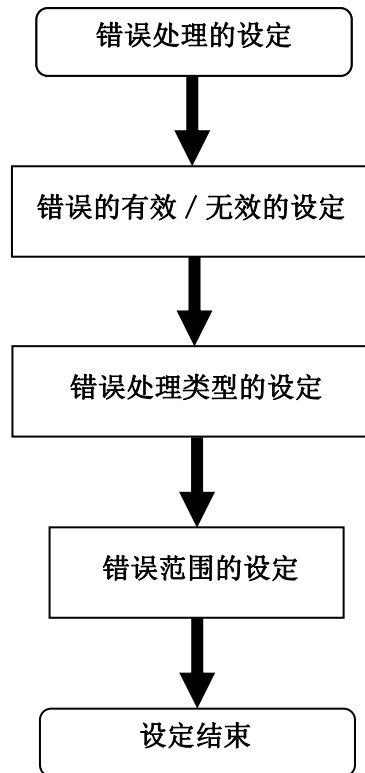 错误处理的设定
错误的有效 / 无效的设定
错误处理类型的设定
错误范围的设定
设定结束